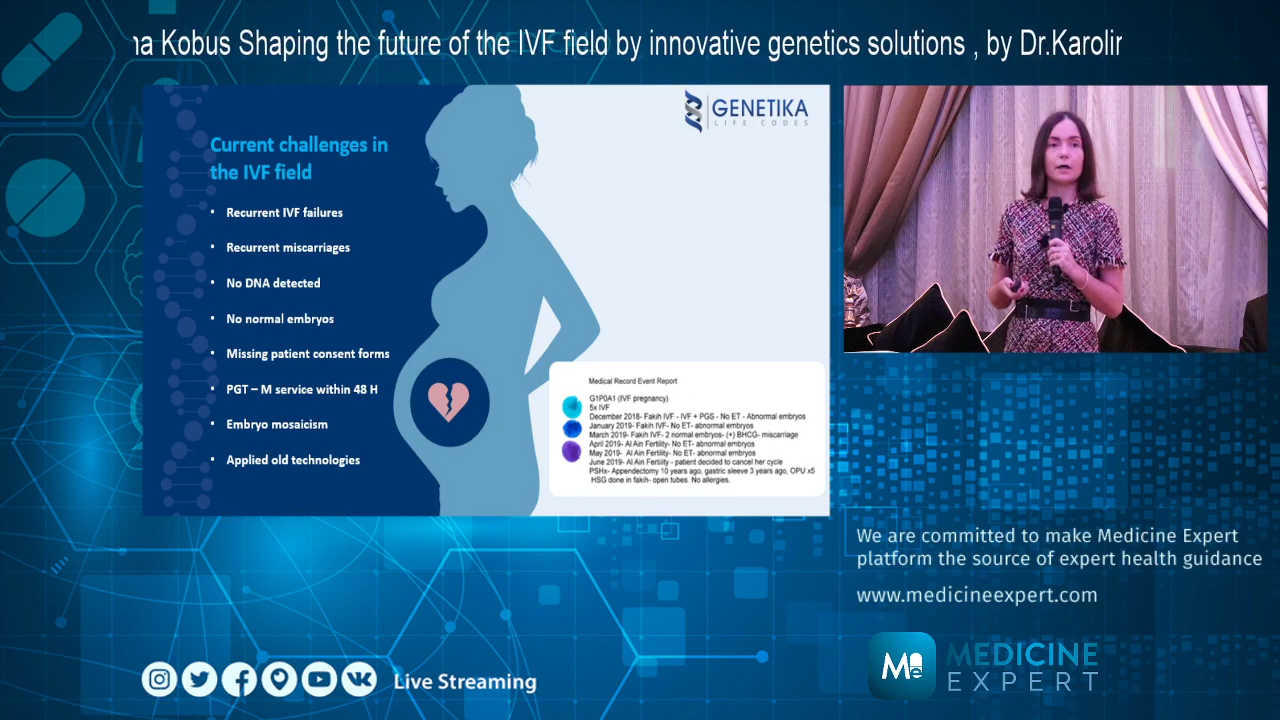 na Kobus Shaping the future of the IVF field by innovative genetics solutions , by Dr.Karolir
GENETIKA
LIFE CODES
Current challenges in
the IVF field
• Recurrent IVF failures
• Recurrent miscarriages
• No DNA detected
• No normal embryos
• Missing patient consent forms
• PGT – M service within 48 H
• Embryo mosaicism
• Applied old technologies
Medical Record Event Report
G1P0A1 (IVF pregnancy)
5x IVF
December 2018- Fakih IVF - IVF + PGS - No ET - Abnormal embryos
January 2019- Fakih IVF- No ET- abnormal embryos
March 2019- Fakih IVF- 2 normal embryos- (+) BHCG- miscarriage
April 2019- Al Ain Fertility- No ET- abnormal embryos
May 2019- Al Ain Fertility- No ET- abnormal embryos
June 2019- Al Ain Fertility - patient decided to cancel her cycle
PSHx- Appendectomy 10 years ago, gastric sleeve 3 years ago, OPU x5
HSG done in fakih- open tubes. No allergies.
We are committed to make Medicine Expert
platform the source of expert health guidance
www.medicineexpert.com
Me
MEDICINE
EXPERT
Live Streaming